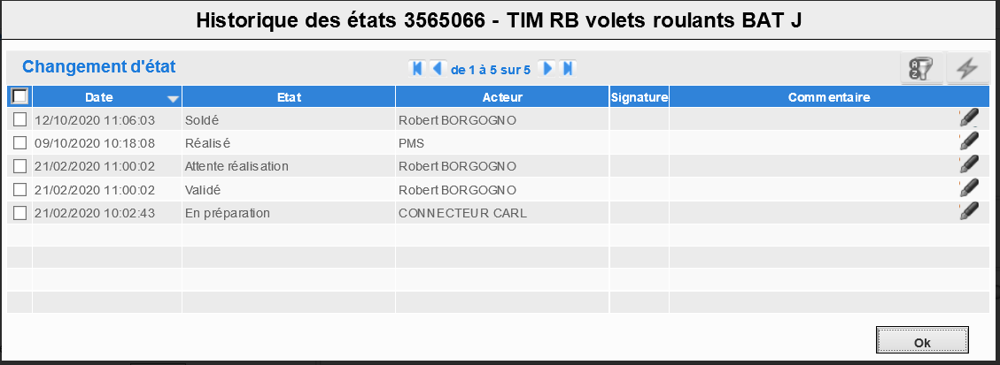 Historique des états 3565066 - TIM RB volets roulants BAT J
Changement d'état
de 1 à 5 sur 5
Date Etat Acteur Signature Commentaire
12/10/2020 11:06:03 Soldé Robert BORGOGNO
09/10/2020 10:18:08 Réalisé PMS
21/02/2020 11:00:02 Attente réalisation Robert BORGOGNO
21/02/2020 11:00:02 Validé Robert BORGOGNO
21/02/2020 10:02:43 En préparation CONNECTEUR CARL
Ok